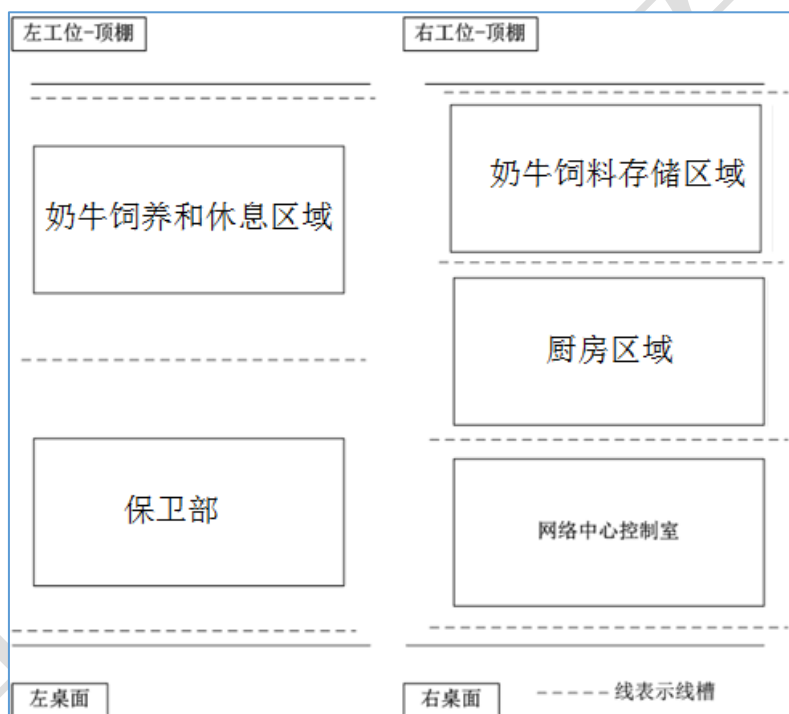 左工位-顶棚
右工位-顶棚
奶牛饲养和休息区域
奶牛饲料存储区域
厨房区域
保卫部
网络中心控制室
左桌面
右桌面
-----线表示线槽